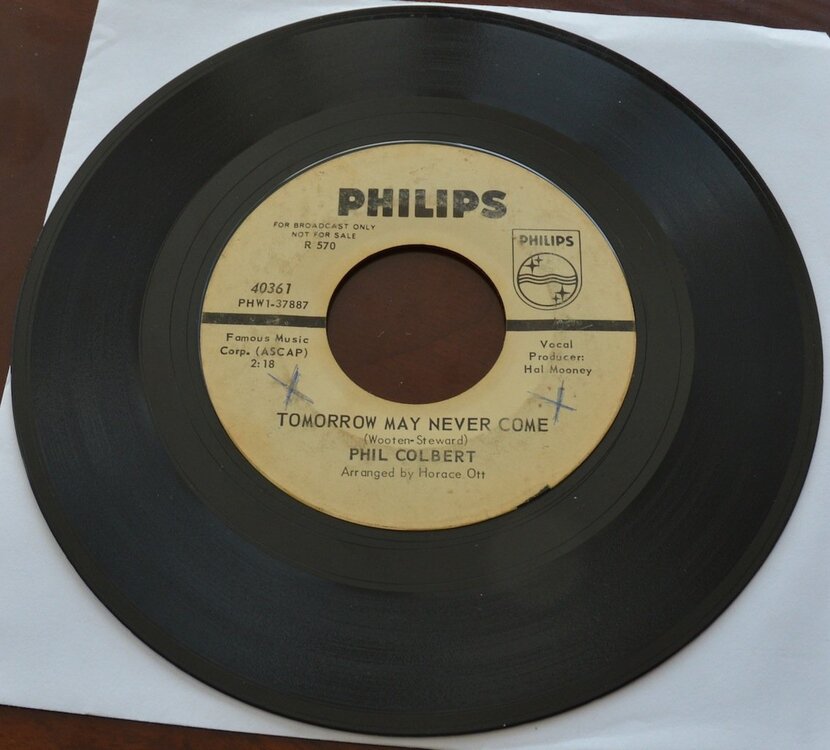 PHILIPS
FOR BROADCAST ONLY
NOT FOR SALE
R 570
PHILIPS
40361
PHW1-37887
Famous Music
Corp. (ASCAP)
2:18
Vocal
Producer:
Hal Mooney
TOMORROW MAY NEVER COME
(Wooten-Steward)
PHIL COLBERT
Arranged by Horace Ott